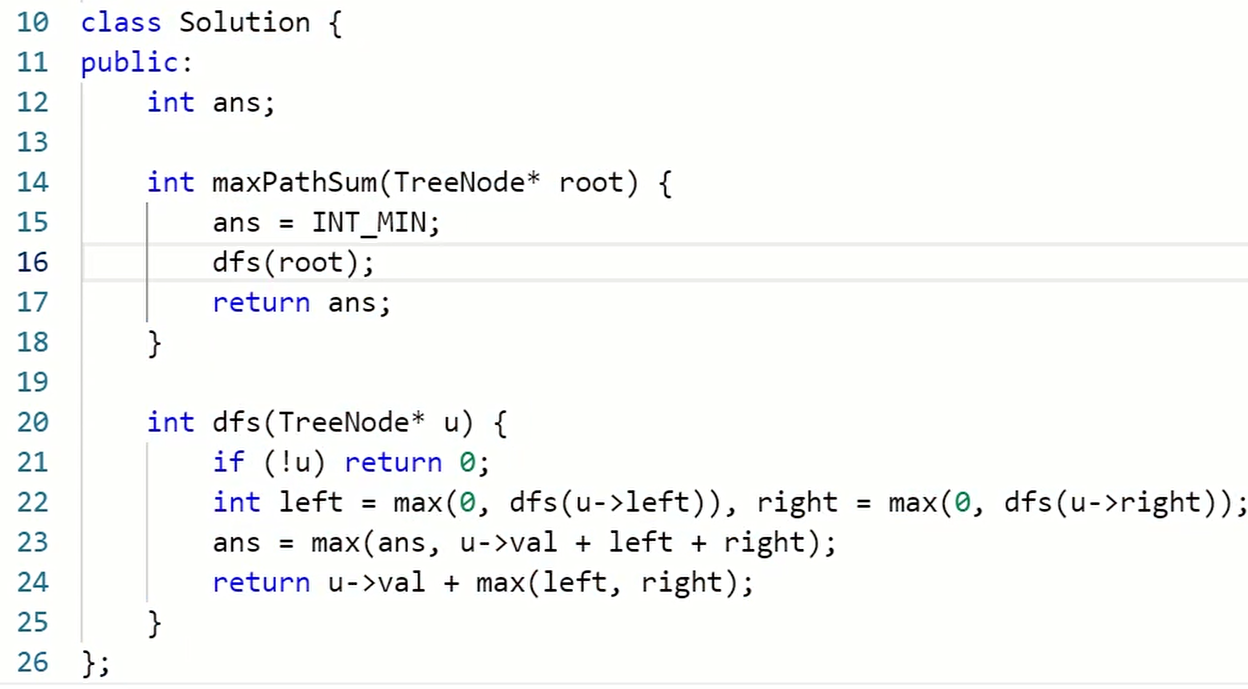 10 class Solution {
11 public:
12     int ans;
13
14     int maxPathSum(TreeNode* root) {
15         ans = INT_MIN;
16         dfs(root);
17         return ans;
18     }
19
20     int dfs(TreeNode* u) {
21         if (!u) return 0;
22         int left = max(0, dfs(u->left)), right = max(0, dfs(u->right));
23         ans = max(ans, u->val + left + right);
24         return u->val + max(left, right);
25     }
26 };